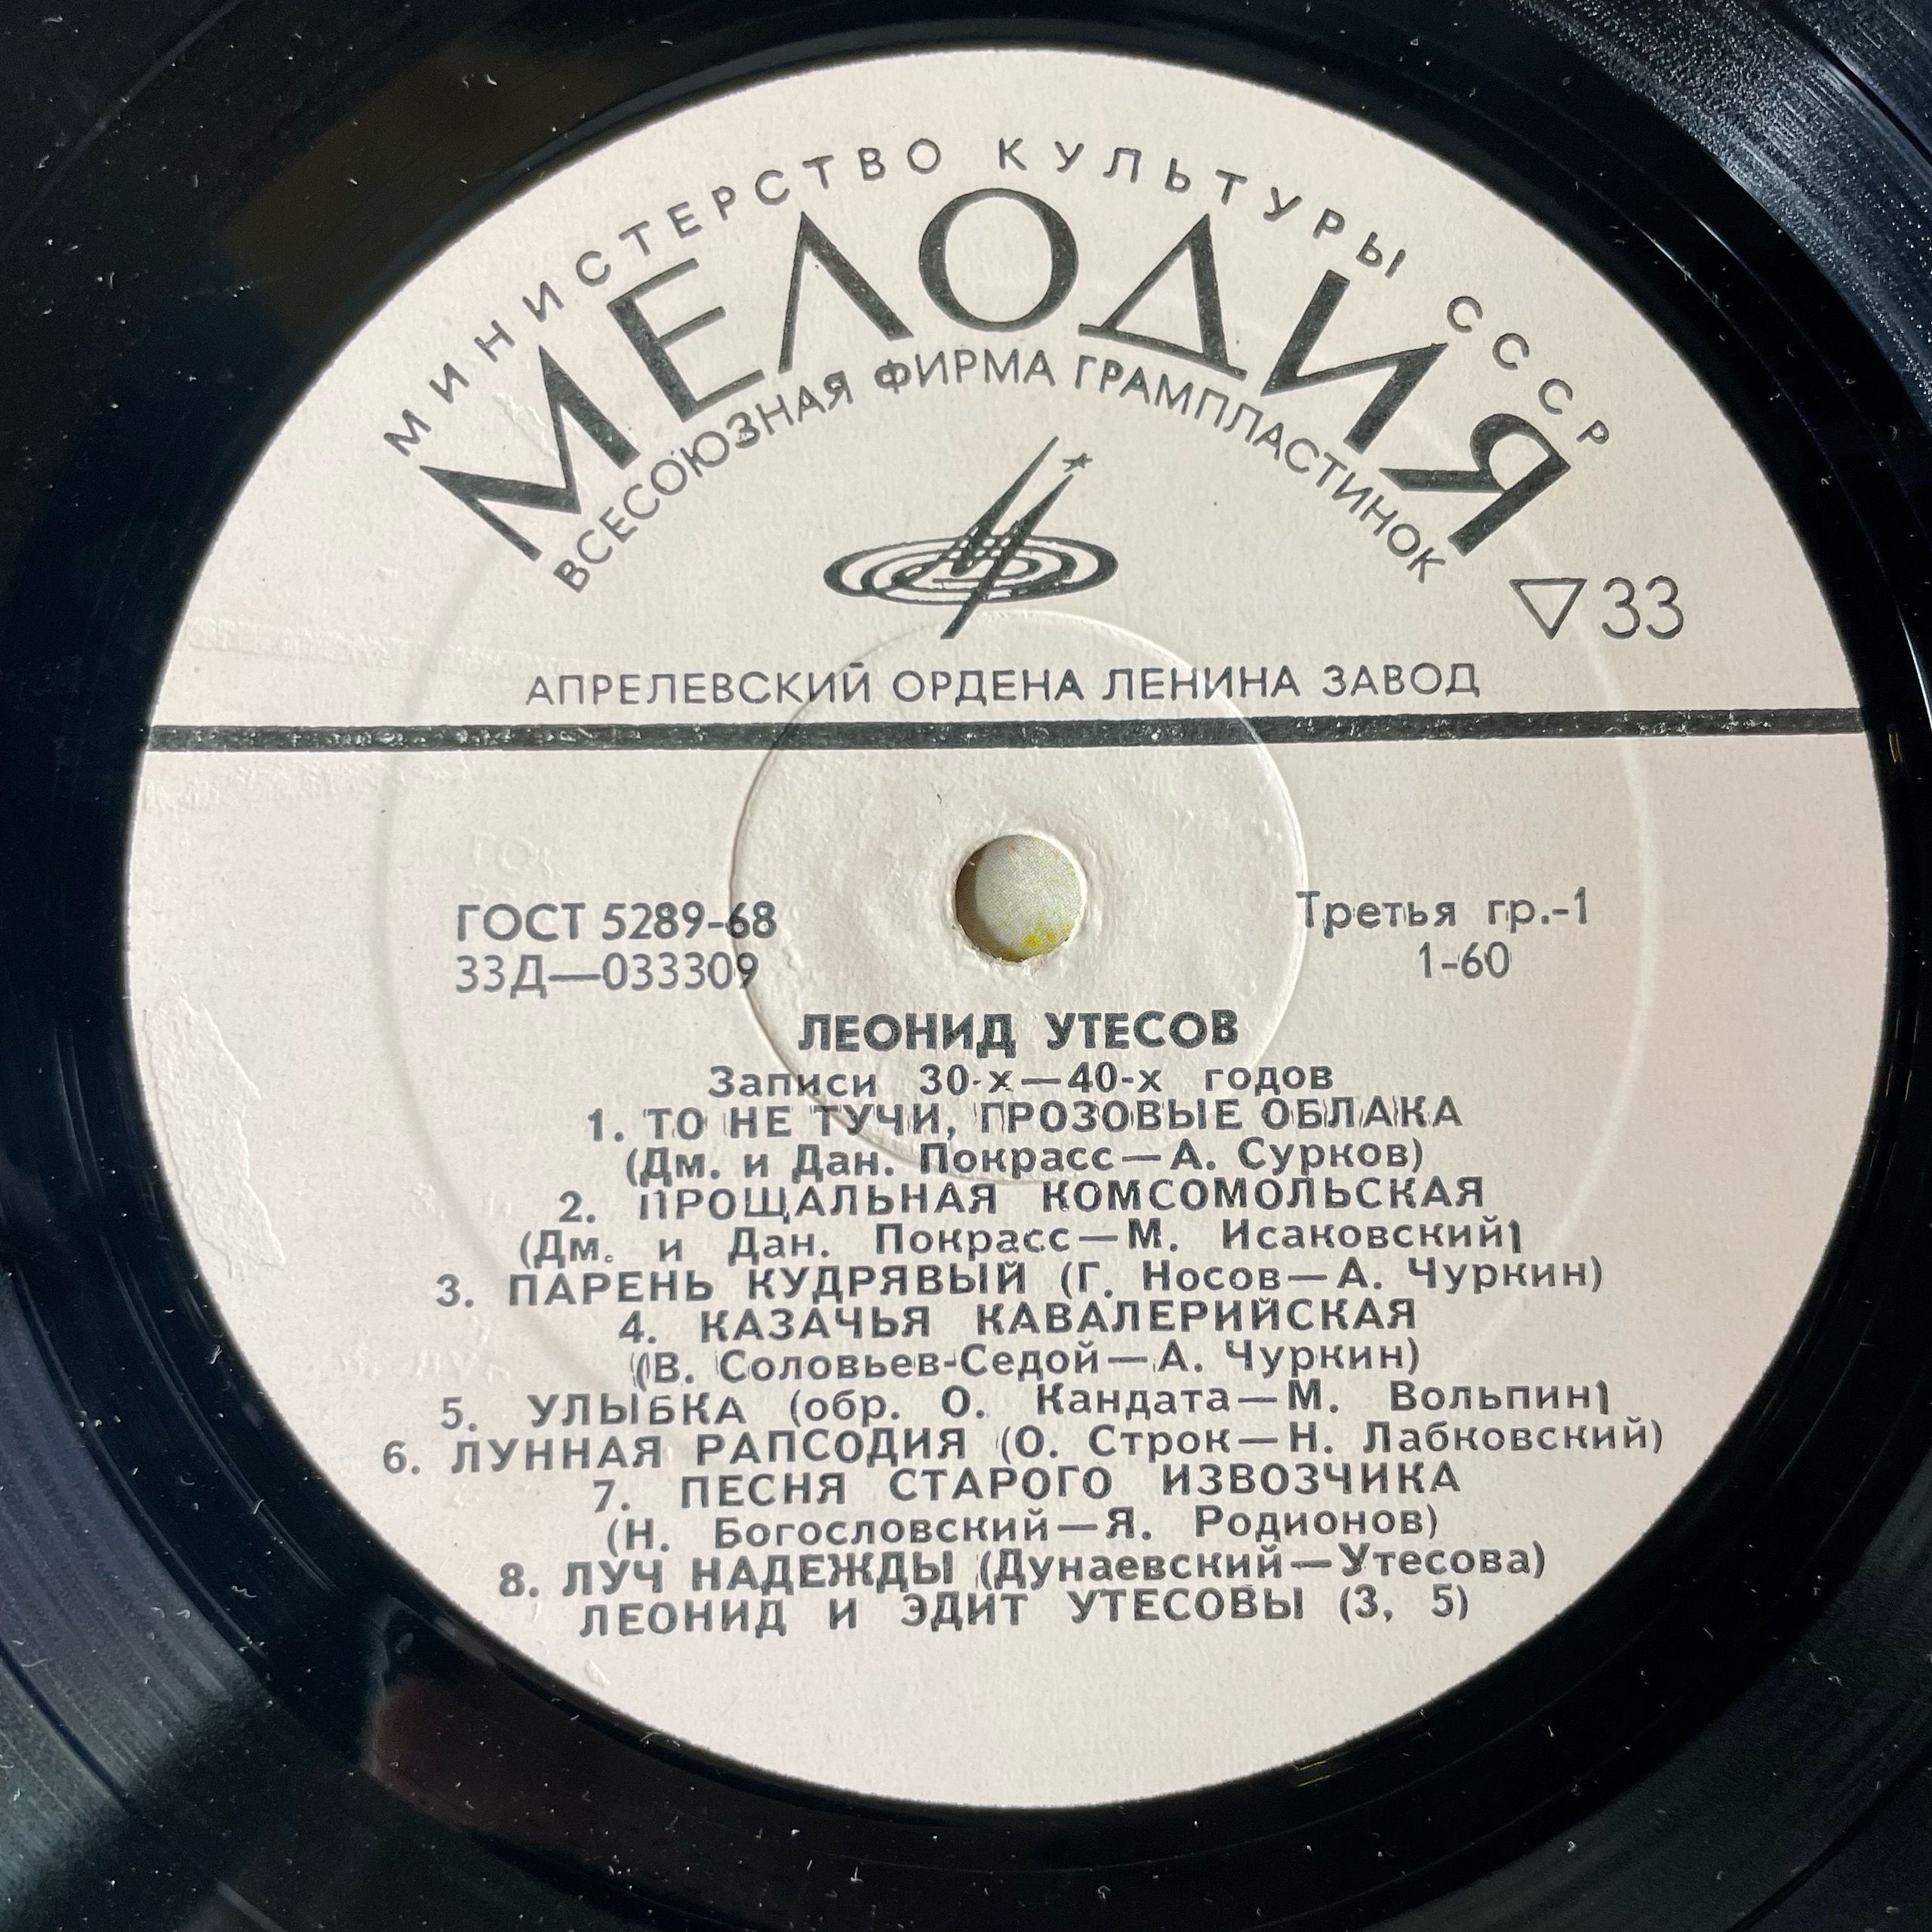 МИНИСТЕРСТВО КУЛЬТУРЫ СССР
МЕЛОДИЯ
ВСЕСОЮЗНАЯ ФИРМА ГРАМПЛАСТИНОК
▽33
АПРЕЛЕВСКИЙ ОРДЕНА ЛЕНИНА ЗАВОД
ГОСТ 5289-68
33Д—033309
Третья гр.-1
1-60
ЛЕОНИД УТЕСОВ
Записи 30-х—40-х годов
1. ТО НЕ ТУЧИ, ГРОЗОВЫЕ ОБЛАКА
(Дм. и Дан. Покрасс—А. Сурков)
2. ПРОЩАЛЬНАЯ КОМСОМОЛЬСКАЯ
(Дм. и Дан. Покрасс—М. Исаковский)
3. ПАРЕНЬ КУДРЯВЫЙ (Г. Носов—А. Чуркин)
4. КАЗАЧЬЯ КАВАЛЕРИЙСКАЯ
(В. Соловьев-Седой—А. Чуркин)
5. УЛЫБКА (обр. О. Кандата—М. Вольпин)
6. ЛУННАЯ РАПСОДИЯ (О. Строк—Н. Лабковский)
7. ПЕСНЯ СТАРОГО ИЗВОЗЧИКА
(Н. Богословский—Я. Родионов)
8. ЛУЧ НАДЕЖДЫ (Дунаевский—Утесова)
ЛЕОНИД И ЭДИТ УТЕСОВЫ (3, 5)